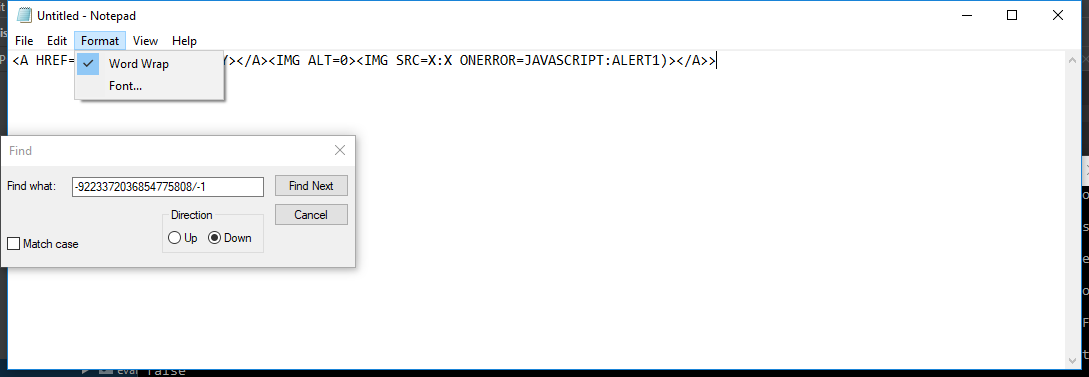 Untitled - Notepad
File Edit Format View Help
<A HREF= ></A><IMG ALT=0><IMG SRC=X:X ONERROR=JAVASCRIPT:ALERT1)></A>>
Word Wrap
Font...
Find
Find what: -9223372036854775808/-1 Find Next
Direction Cancel
Up Down
Match case
eval false